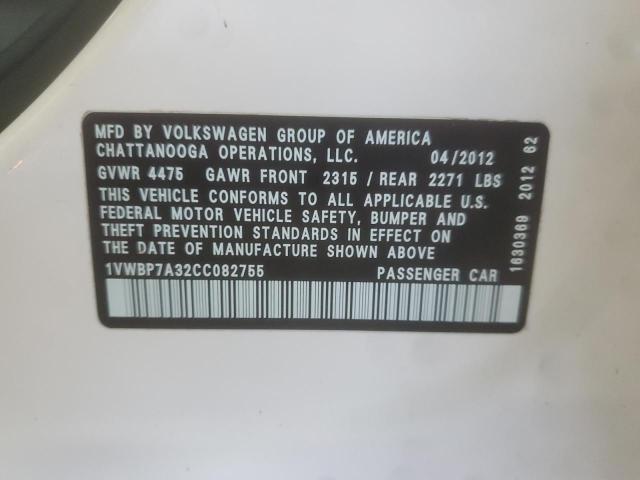 MFD BY VOLKSWAGEN GROUP OF AMERICA
CHATTANOOGA OPERATIONS, LLC. 04/2012
GVWR 4475 GAWR FRONT 2315 / REAR 2271 LBS
THIS VEHICLE CONFORMS TO ALL APPLICABLE U.S.
FEDERAL MOTOR VEHICLE SAFETY, BUMPER AND
THEFT PREVENTION STANDARDS IN EFFECT ON
THE DATE OF MANUFACTURE SHOWN ABOVE
1VWBP7A32CC082755 PASSENGER CAR
1630369 2012 62